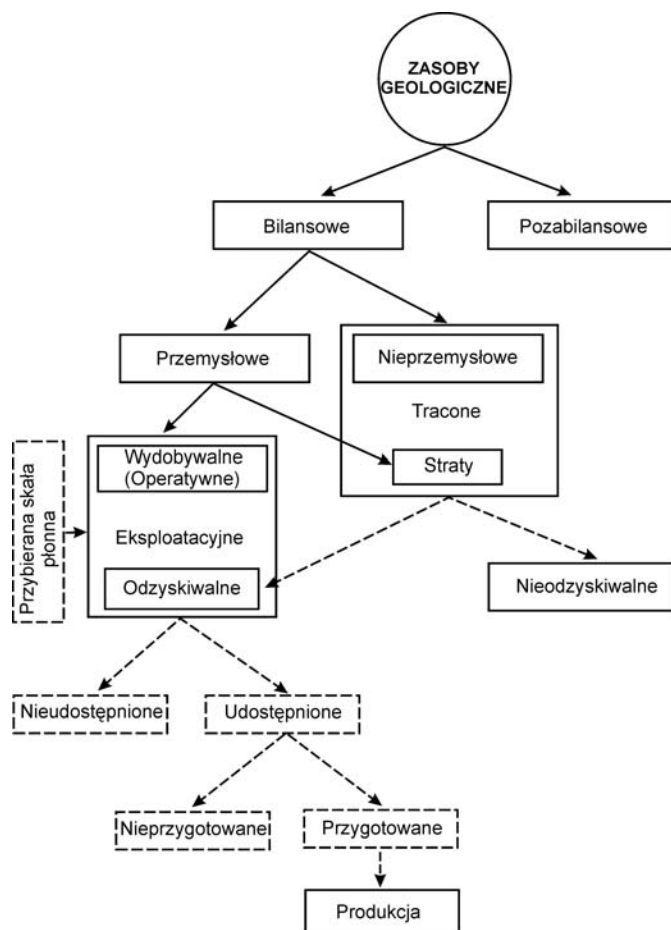 ZASOBY
GEOLOGICZNE
Bilansowe
Pozabilansowe
Przemysłowe
Nieprzemysłowe
Tracone
Straty
Przybierana skała
płonna
Wydobywalne
(Operatywne)
Eksploatacyjne
Odzyskiwalne
Nieodzyskiwalne
Nieudostępnione
Udostępnione
Nieprzygotowane
Przygotowane
Produkcja